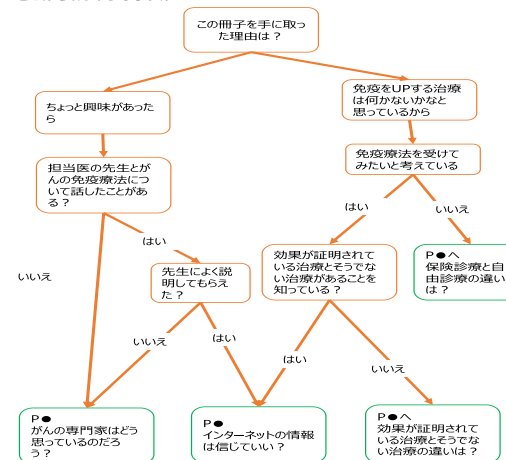 この冊子を手に取っ
た理由は？
ちょっと興味があった
ら
免疫をUPする治療
は何かないかなと
思っているから
担当医の先生とが
んの免疫療法につ
いて話したことがあ
る？
免疫療法を受けて
みたいと考えている
はい
いいえ
はい
先生によく説
明してもらえ
た？
効果が証明されて
いる治療とそうでな
い治療があることを
知っている？
P●へ
保険診療と自
由診療の違い
は？
いいえ
いいえ
はい
はい
いいえ
P●
がんの専門家はどう
思っているのだろ
う？
P●
インターネットの情報
は信じていい？
P●へ
効果が証明されて
いる治療とそうでな
い治療の違いは？